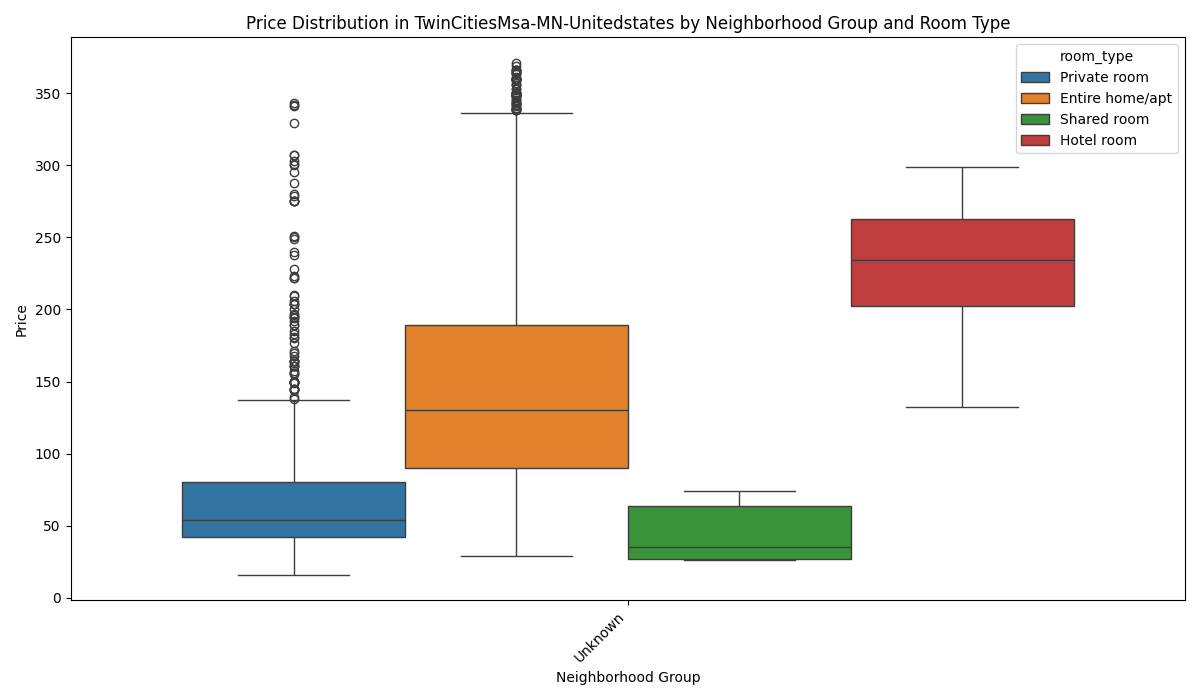 Price Distribution in TwinCitiesMsa-MN-Unitedstates by Neighborhood Group and Room Type
room_type
Private room
Entire home/apt
Shared room
Hotel room
Price
350
300
250
200
150
100
50
0
Unknown
Neighborhood Group